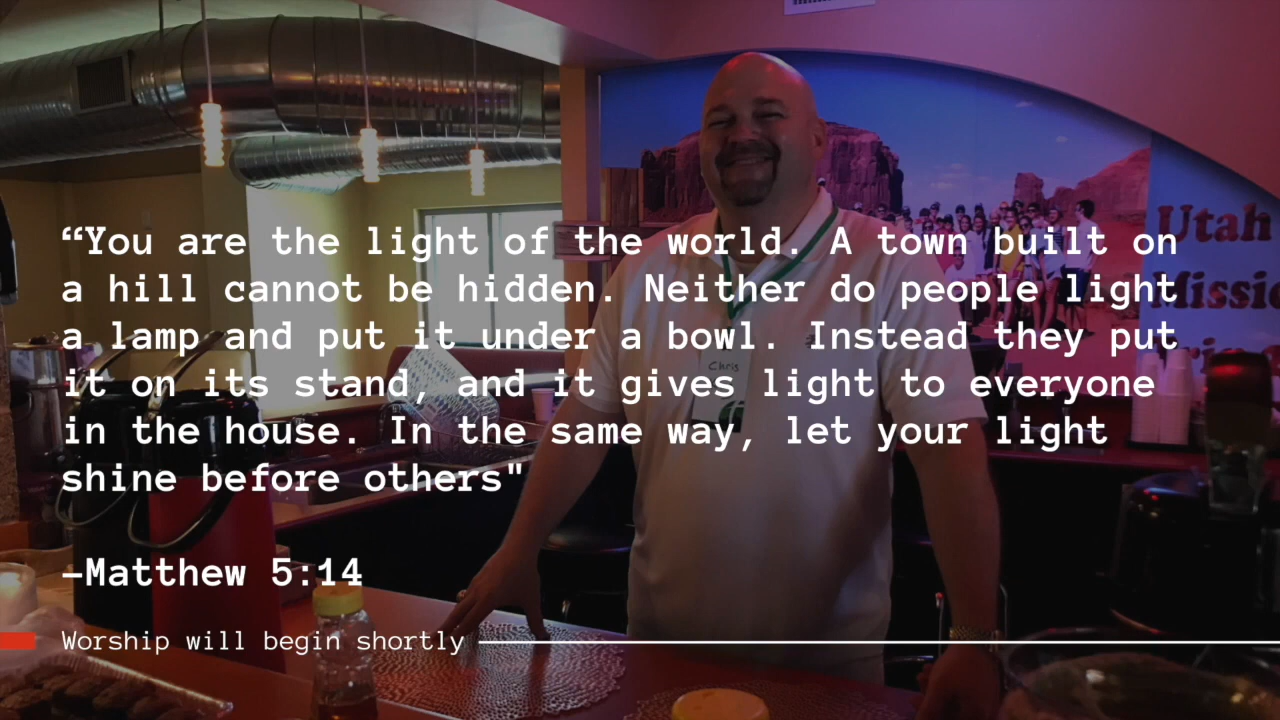 “You are the light of the world. A town built on
a hill cannot be hidden. Neither do people light
a lamp and put it under a bowl. Instead they put
it on its stand, and it gives light to everyone
in the house. In the same way, let your light
shine before others"
–Matthew 5:14
Worship will begin shortly
Chris
Utah